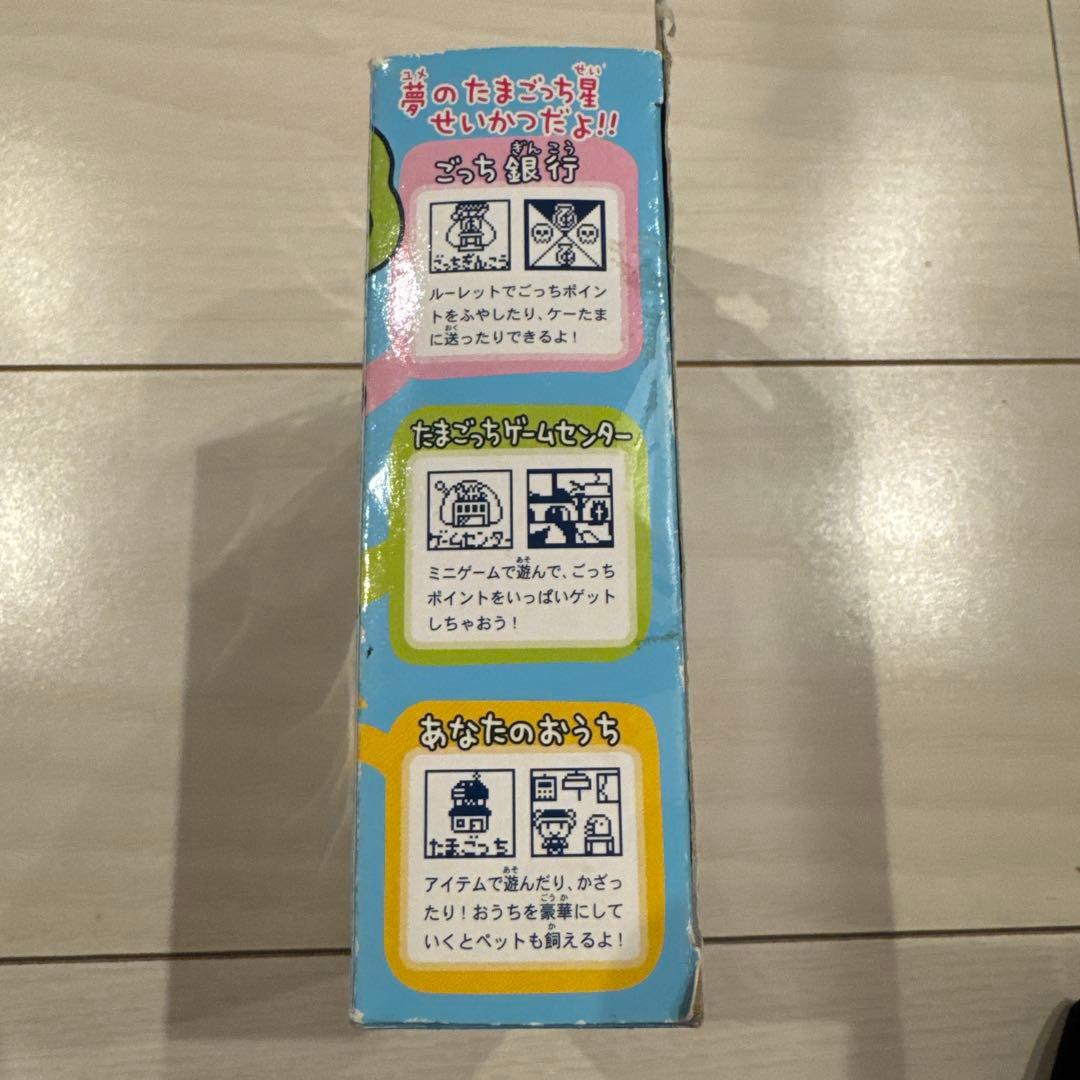 夢のたまごっち星
せいかつだよ!!
ごっち銀行
ごっちぎんこう
ルーレットでごっちポイン
トをふやしたり、ケーたま
に送ったりできるよ!
たまごっちゲームセンター
ゲームセンター
ミニゲームで遊んで、ごっち
ポイントをいっぱいゲット
しちゃおう!
あなたのおうち
たまごっち
アイテムで遊んだり、かざっ
たり!おうちを豪華にして
いくとペットも飼えるよ!